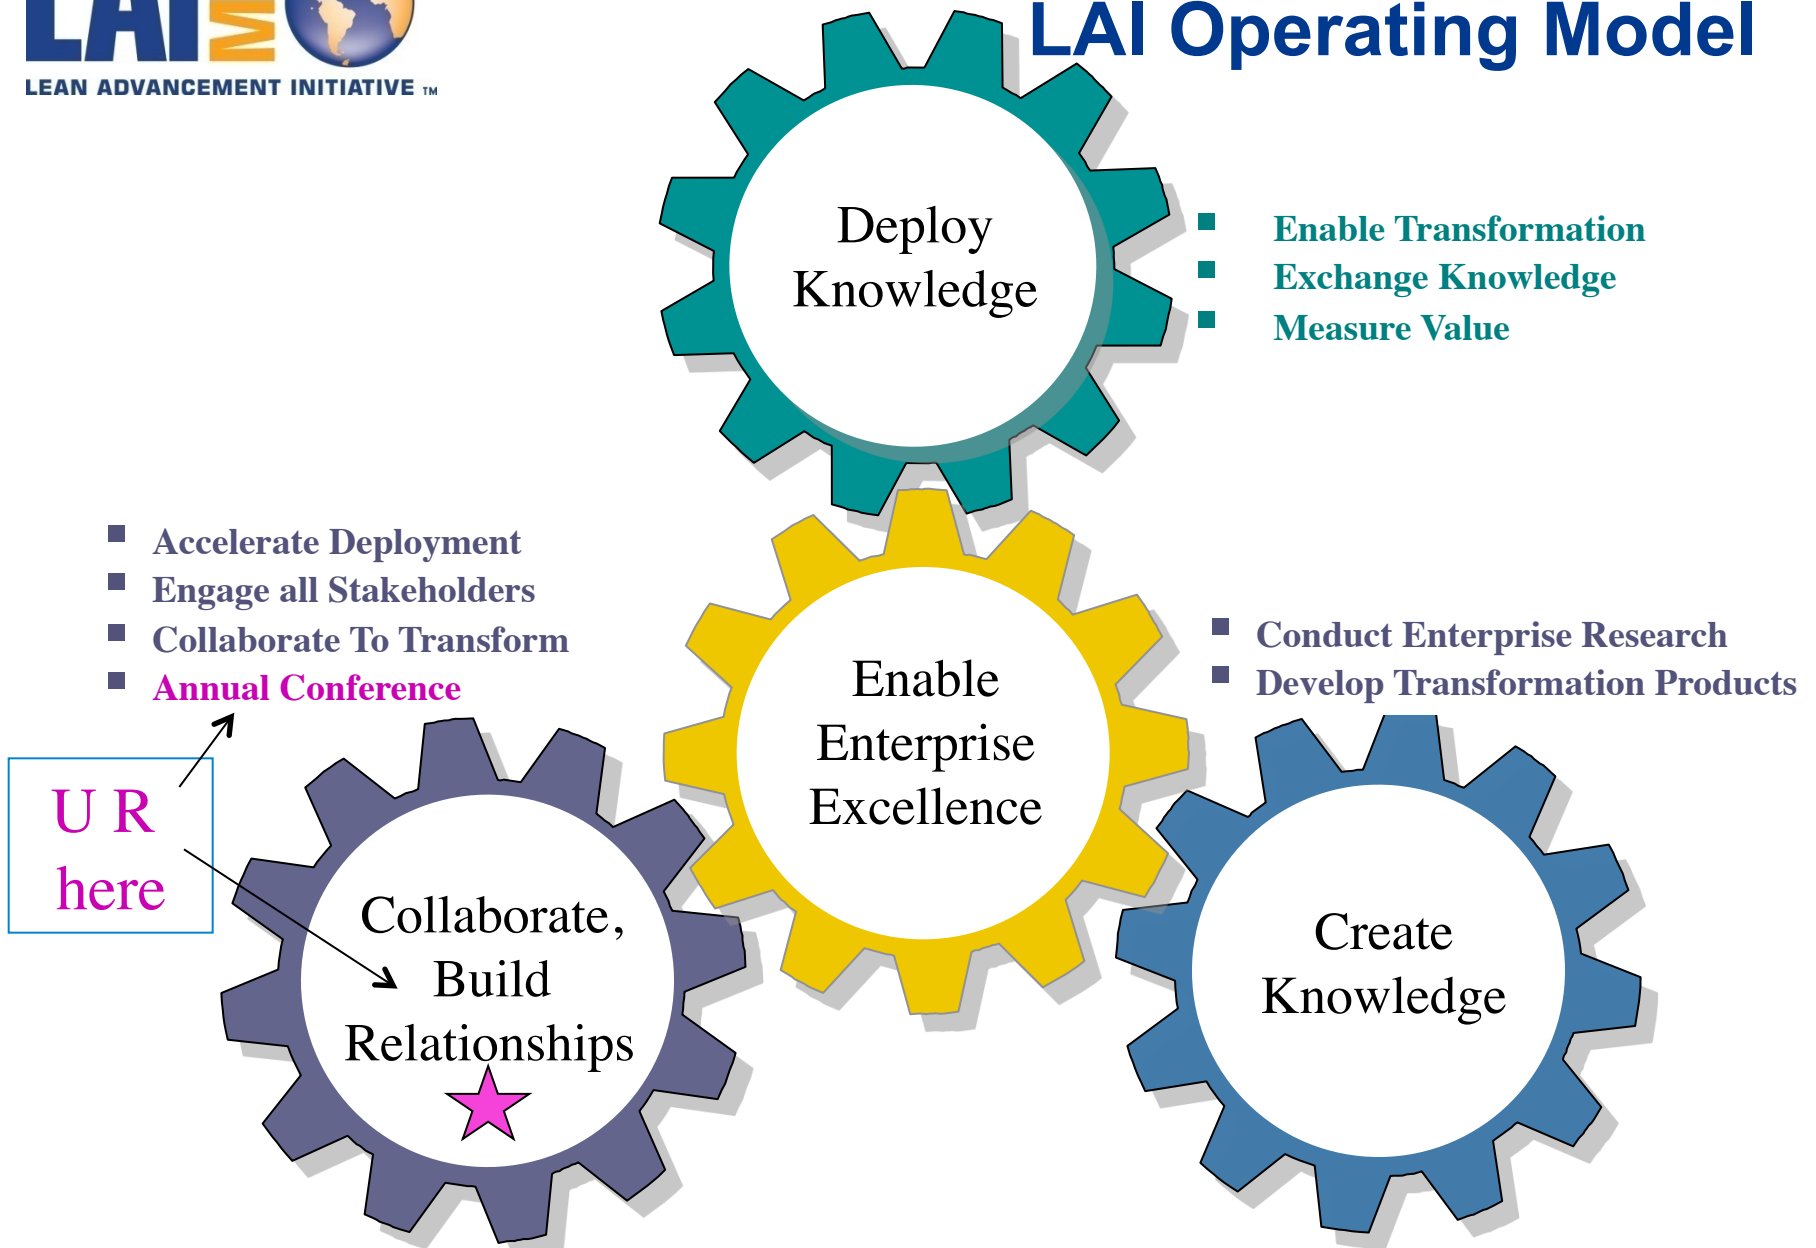 LAI
LEAN ADVANCEMENT INITIATIVE ™
LAI Operating Model
Deploy
Knowledge
■ Enable Transformation
■ Exchange Knowledge
■ Measure Value
■ Accelerate Deployment
■ Engage all Stakeholders
■ Collaborate To Transform
■ Annual Conference
Enable
Enterprise
Excellence
■ Conduct Enterprise Research
■ Develop Transformation Products
U R
here
Collaborate,
Build
Relationships
Create
Knowledge